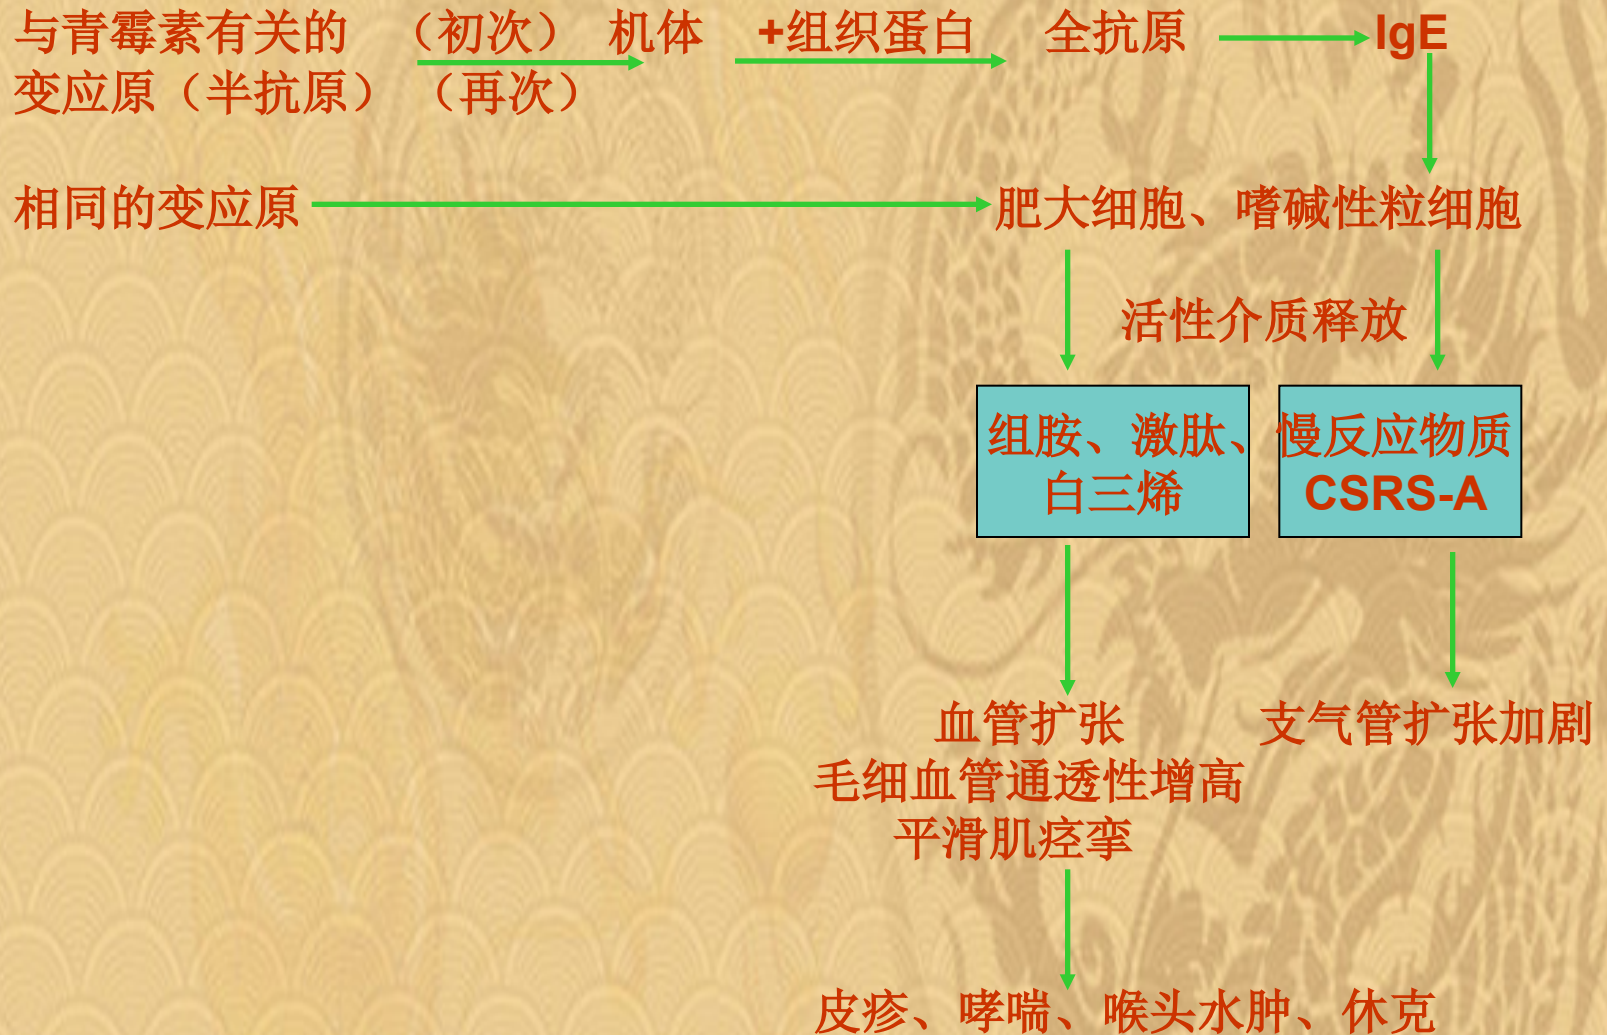 与青霉素有关的 （初次） 机体 +组织蛋白 全抗原 IgE
变应原（半抗原） （再次）
相同的变应原 肥大细胞、嗜碱性粒细胞
活性介质释放
组胺、激肽、
白三烯
慢反应物质
CSRS-A
血管扩张
毛细血管通透性增高
平滑肌痉挛
支气管扩张加剧
皮疹、哮喘、喉头水肿、休克